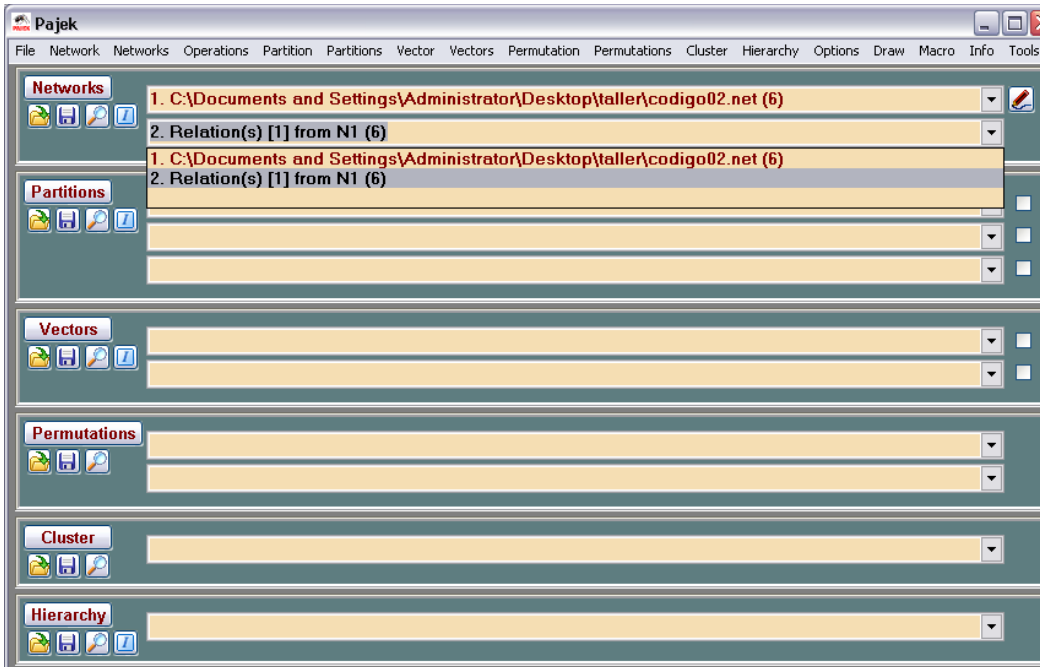 Pajek
File Network Networks Operations Partition Partitions Vector Vectors Permutation Permutations Cluster Hierarchy Options Draw Macro Info Tools
Networks
1. C:\Documents and Settings\Administrator\Desktop\taller\codigo02.net (6)
2. Relation(s) [1] from N1 (6)
1. C:\Documents and Settings\Administrator\Desktop\taller\codigo02.net (6)
2. Relation(s) [1] from N1 (6)
Partitions
Vectors
Permutations
Cluster
Hierarchy